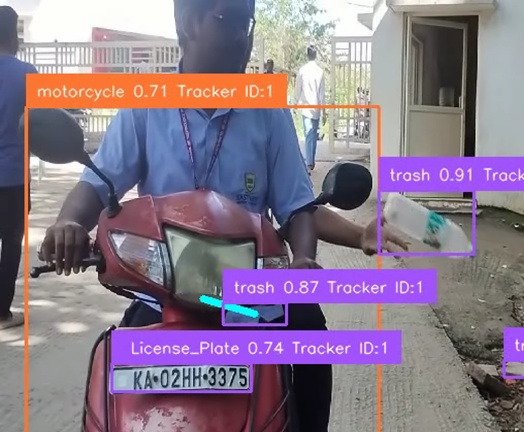 motorcycle 0.71 Tracker ID:1
trash 0.91 Track
trash 0.87 Tracker ID:1
License_Plate 0.74 Tracker ID:1
KA•02HH•3375